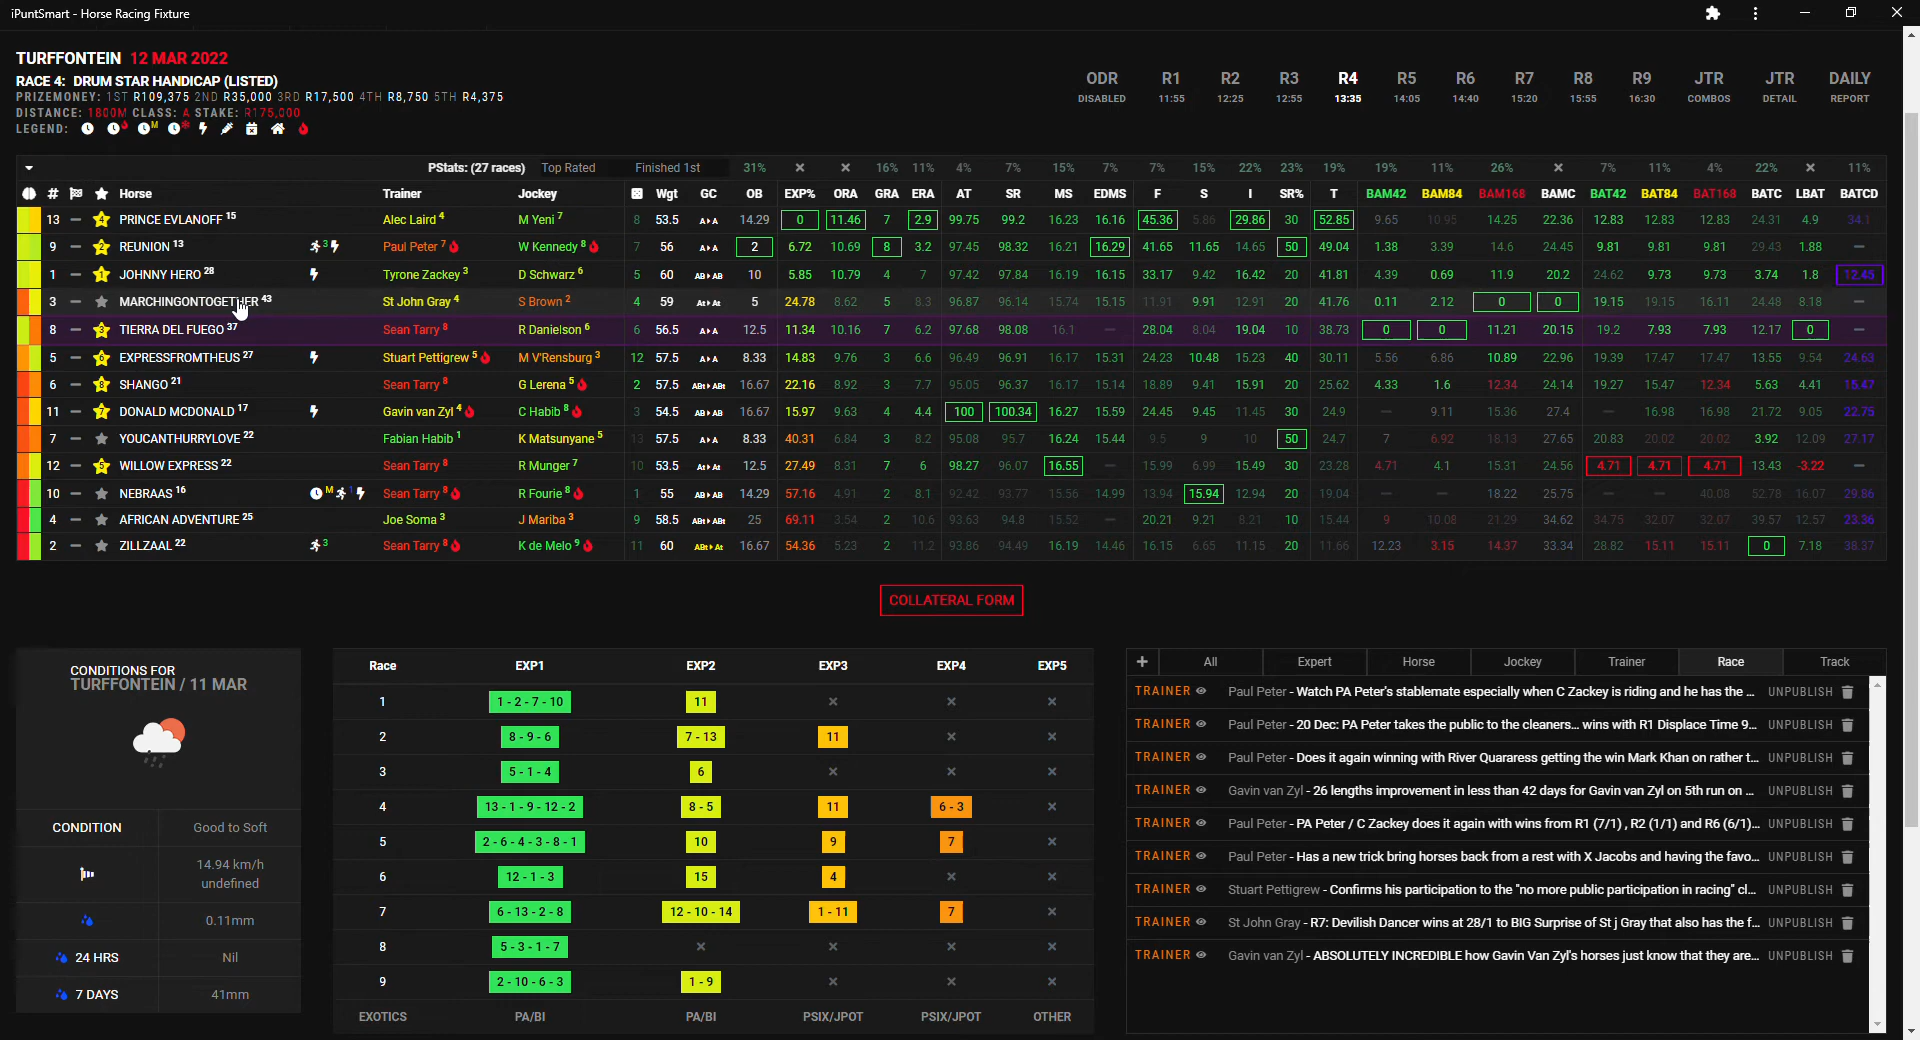 iPuntSmart - Horse Racing Fixture
TURFFONTEIN 12 MAR 2022
RACE 4: DRUM STAR HANDICAP (LISTED)
PRIZEMONEY: 1ST R109,375 2ND R35,000 3RD R17,500 4TH R8,750 5TH R4,375
DISTANCE: 1800M CLASS: A STAKE: R175,000
LEGEND:
ODR R1 R2 R3 R4 R5 R6 R7 R8 R9 JTR JTR DAILY
DISABLED 11:55 12:25 12:55 13:35 14:05 14:40 15:20 15:55 16:30 COMBOS DETAIL REPORT
PStats: (27 races) Top Rated Finished 1st 31% × × 16% 11% 4% 7% 15% 7% 7% 15% 22% 23% 19% 19% 11% 26% × 7% 11% 4% 22% × 11%
# Horse Trainer Jockey Wgt GC OB EXP% ORA GRA ERA AT SR MS EDMS F S I SR% T BAM42 BAM84 BAM168 BAMC BAT42 BAT84 BAT168 BATC LBAT BATCD
13 — 4 PRINCE EVLANOFF 15 Alec Laird 4 M Yeni 7 8 53.5 A▸A 14.29 0 11.46 7 2.9 99.75 99.2 16.23 16.16 45.36 5.86 29.86 30 52.85 9.65 10.95 14.25 22.36 12.83 12.83 12.83 24.31 4.9 34.1
9 — 2 REUNION 13 3 Paul Peter 7 W Kennedy 8 7 56 A▸A 2 6.72 10.69 8 3.2 97.45 98.32 16.21 16.29 41.65 11.65 14.65 50 49.04 1.38 3.39 14.6 24.45 9.81 9.81 9.81 29.43 1.88 —
1 — 1 JOHNNY HERO 28 Tyrone Zackey 3 D Schwarz 6 5 60 AB▸AB 10 5.85 10.79 4 7 97.42 97.84 16.19 16.15 33.17 9.42 16.42 20 41.81 4.39 0.69 11.9 20.2 24.62 9.73 9.73 3.74 1.8 12.45
3 — MARCHINGONTOGETHER 43 St John Gray 4 S Brown 2 4 59 At▸At 5 24.78 8.62 5 8.3 96.87 96.14 15.74 15.15 11.91 9.91 12.91 20 41.76 0.11 2.12 0 0 19.15 19.15 16.11 24.48 8.18 —
8 — 3 TIERRA DEL FUEGO 37 Sean Tarry 8 R Danielson 6 6 56.5 A▸A 12.5 11.34 10.16 7 6.2 97.68 98.08 16.1 — 28.04 8.04 19.04 10 38.73 0 0 11.21 20.15 19.2 7.93 7.93 12.17 0 —
5 — 6 EXPRESSFROMTHEUS 27 Stuart Pettigrew 5 M V'Rensburg 3 12 57.5 A▸A 8.33 14.83 9.76 3 6.6 96.49 96.91 16.17 15.31 24.23 10.48 15.23 40 30.11 5.56 6.86 10.89 22.96 19.39 17.47 17.47 13.55 9.54 24.63
6 — 8 SHANGO 21 Sean Tarry 8 G Lerena 5 2 57.5 ABt▸ABt 16.67 22.16 8.92 3 7.7 95.05 96.37 16.17 15.14 18.89 9.41 15.91 20 25.62 4.33 1.6 12.34 24.14 19.27 15.47 12.34 5.63 4.41 15.47
11 — 7 DONALD MCDONALD 17 Gavin van Zyl 4 C Habib 8 3 54.5 AB▸AB 16.67 15.97 9.63 4 4.4 100 100.34 16.27 15.59 24.45 9.45 11.45 30 24.9 — 9.11 15.36 27.4 — 16.98 16.98 21.72 9.05 22.75
7 — YOUCANTHURRYLOVE 22 Fabian Habib 1 K Matsunyane 5 13 57.5 A▸A 8.33 40.31 6.84 3 8.2 95.08 95.7 16.24 15.44 9.5 9 10 50 24.7 7 6.92 18.13 27.65 20.83 20.02 20.02 3.92 12.09 27.17
12 — 5 WILLOW EXPRESS 22 Sean Tarry 8 R Munger 7 10 53.5 At▸At 12.5 27.49 8.31 7 6 98.27 96.07 16.55 — 15.99 6.99 15.49 30 23.28 4.71 4.1 15.31 24.56 4.71 4.71 4.71 13.43 -3.22 —
10 — NEBRAAS 16 M 1 Sean Tarry 8 R Fourie 8 1 55 AB▸AB 14.29 57.16 4.91 2 8.1 92.42 93.77 15.56 14.99 13.94 15.94 12.94 20 19.04 — — 18.22 25.75 — — 40.08 52.78 16.07 29.86
4 — AFRICAN ADVENTURE 25 Joe Soma 3 J Mariba 3 9 58.5 ABt▸ABt 25 69.11 3.54 2 10.6 93.63 94.8 15.52 — 20.21 9.21 8.21 10 15.44 9 10.08 21.29 34.62 34.75 32.07 32.07 39.57 12.57 23.36
2 — ZILLZAAL 22 3 Sean Tarry 8 K de Melo 9 11 60 ABt▸At 16.67 54.36 5.23 2 11.2 93.86 94.49 16.19 14.46 16.15 6.65 11.15 20 11.66 12.23 3.15 14.37 33.34 28.82 15.11 15.11 0 7.18 38.37
COLLATERAL FORM
CONDITIONS FOR
TURFFONTEIN / 11 MAR
CONDITION Good to Soft
14.94 km/h
undefined
0.11mm
24 HRS Nil
7 DAYS 41mm
Race EXP1 EXP2 EXP3 EXP4 EXP5
1 1 - 2 - 7 - 10 11 × × ×
2 8 - 9 - 6 7 - 13 11 × ×
3 5 - 1 - 4 6 × × ×
4 13 - 1 - 9 - 12 - 2 8 - 5 11 6 - 3 ×
5 2 - 6 - 4 - 3 - 8 - 1 10 9 7 ×
6 12 - 1 - 3 15 4 × ×
7 6 - 13 - 2 - 8 12 - 10 - 14 1 - 11 7 ×
8 5 - 3 - 1 - 7 × × × ×
9 2 - 10 - 6 - 3 1 - 9 × × ×
EXOTICS PA/BI PA/BI PSIX/JPOT PSIX/JPOT OTHER
+ All Expert Horse Jockey Trainer Race Track
TRAINER Paul Peter - Watch PA Peter's stablemate especially when C Zackey is riding and he has the ... UNPUBLISH
TRAINER Paul Peter - 20 Dec: PA Peter takes the public to the cleaners... wins with R1 Displace Time 9... UNPUBLISH
TRAINER Paul Peter - Does it again winning with River Quararess getting the win Mark Khan on rather t... UNPUBLISH
TRAINER Gavin van Zyl - 26 lengths improvement in less than 42 days for Gavin van Zyl on 5th run on ... UNPUBLISH
TRAINER Paul Peter - PA Peter / C Zackey does it again with wins from R1 (7/1) , R2 (1/1) and R6 (6/1)... UNPUBLISH
TRAINER Paul Peter - Has a new trick bring horses back from a rest with X Jacobs and having the favo... UNPUBLISH
TRAINER Stuart Pettigrew - Confirms his participation to the "no more public participation in racing" cl... UNPUBLISH
TRAINER St John Gray - R7: Devilish Dancer wins at 28/1 to BIG Surprise of St j Gray that also has the f... UNPUBLISH
TRAINER Gavin van Zyl - ABSOLUTELY INCREDIBLE how Gavin Van Zyl's horses just know that they are... UNPUBLISH